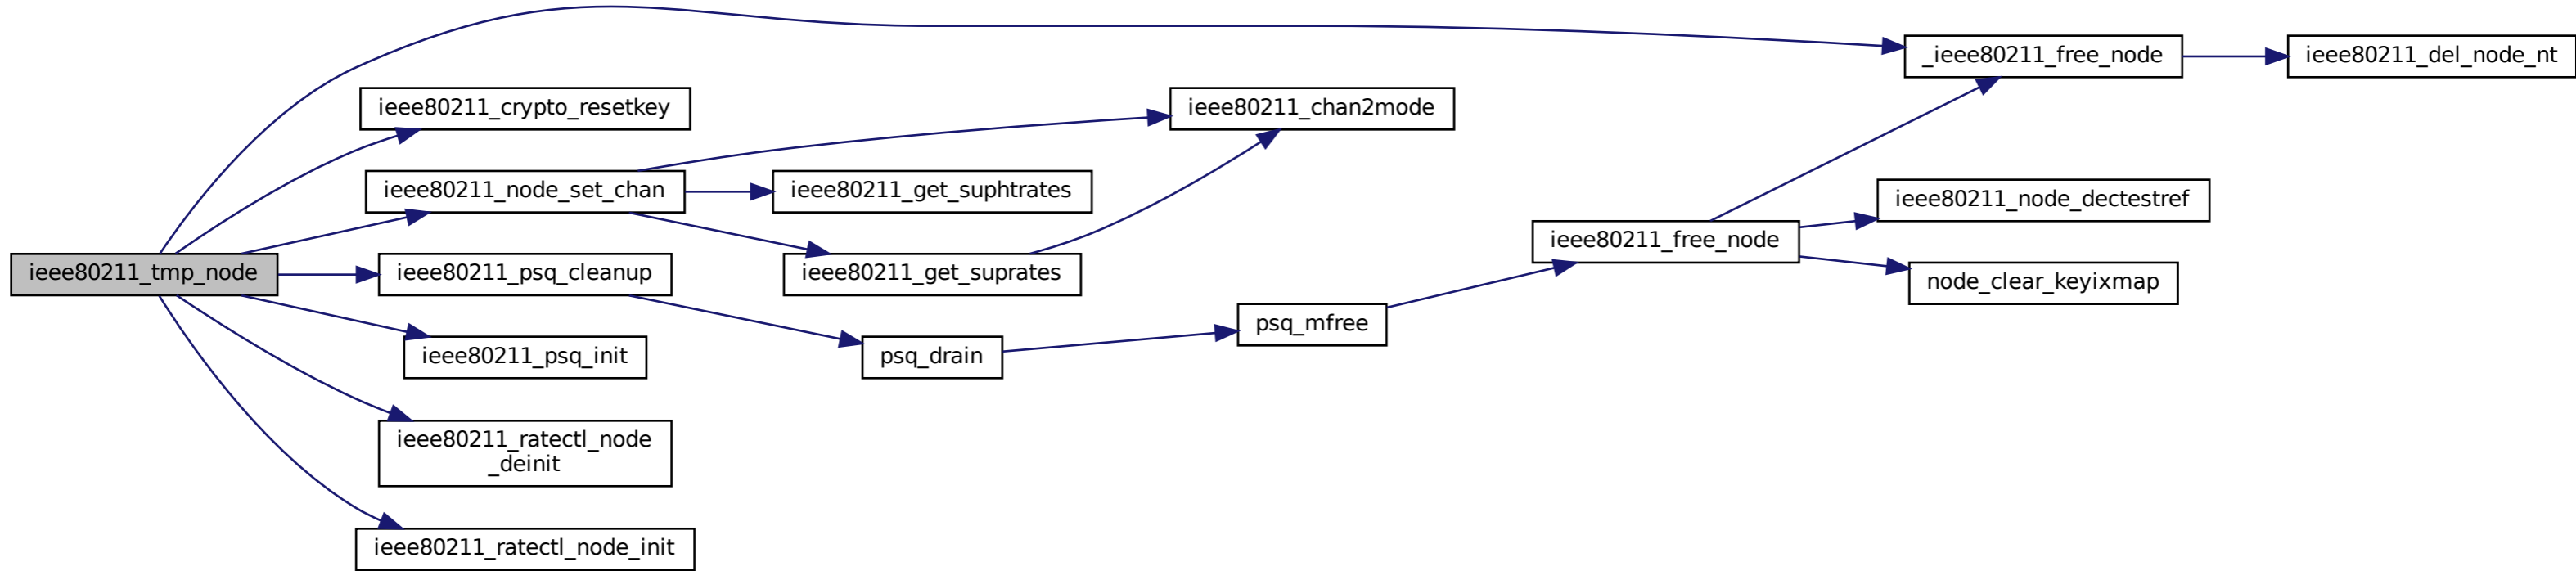 _ieee80211_free_node
ieee80211_del_node_nt
ieee80211_crypto_resetkey
ieee80211_chan2mode
ieee80211_node_set_chan
ieee80211_get_suphtrates
ieee80211_node_dectestref
ieee80211_free_node
ieee80211_tmp_node
ieee80211_psq_cleanup
ieee80211_get_suprates
node_clear_keyixmap
psq_mfree
ieee80211_psq_init
psq_drain
ieee80211_ratectl_node
_deinit
ieee80211_ratectl_node_init